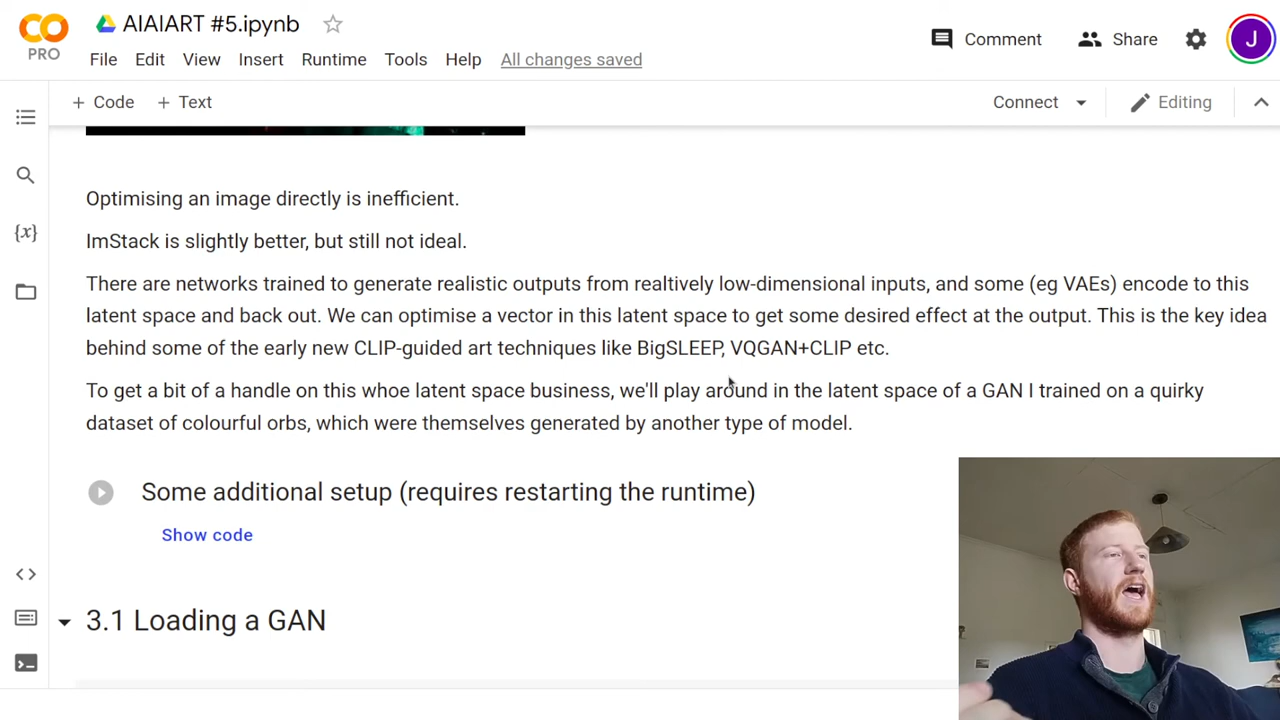 AIAIART #5.ipynb
PRO
File Edit View Insert Runtime Tools Help All changes saved
Comment
Share
J
+ Code + Text
Connect
Editing
{x}
Optimising an image directly is inefficient.
ImStack is slightly better, but still not ideal.
There are networks trained to generate realistic outputs from realtively low-dimensional inputs, and some (eg VAEs) encode to this
latent space and back out. We can optimise a vector in this latent space to get some desired effect at the output. This is the key idea
behind some of the early new CLIP-guided art techniques like BigSLEEP, VQGAN+CLIP etc.
To get a bit of a handle on this whoe latent space business, we'll play around in the latent space of a GAN I trained on a quirky
dataset of colourful orbs, which were themselves generated by another type of model.
Some additional setup (requires restarting the runtime)
Show code
3.1 Loading a GAN